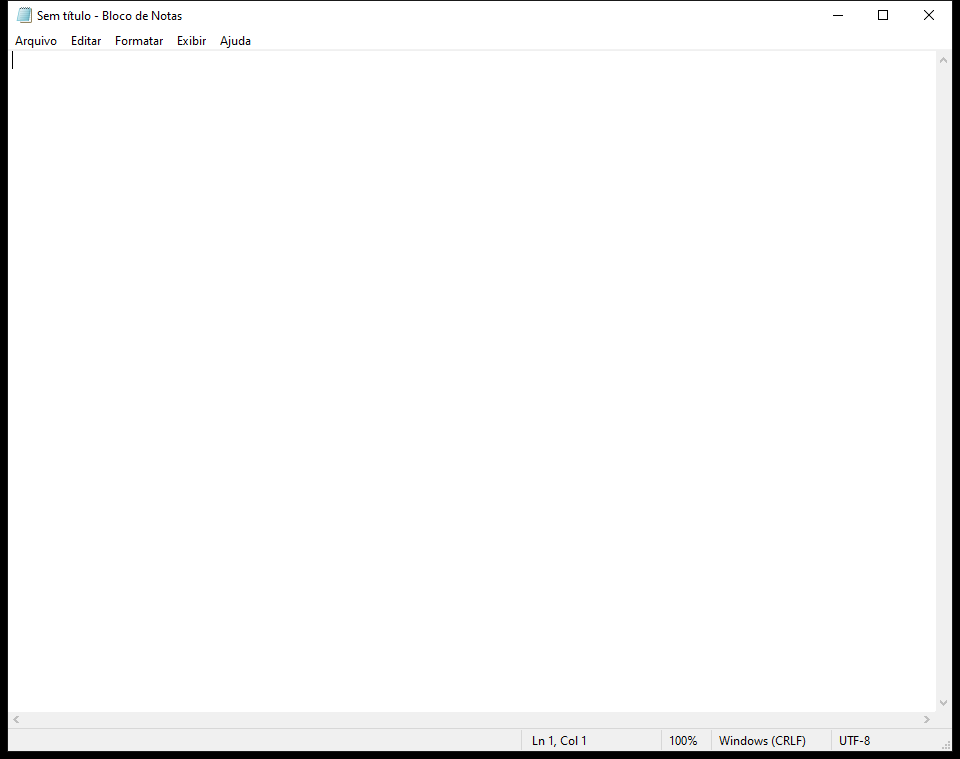 Sem título - Bloco de Notas
Arquivo Editar Formatar Exibir Ajuda
Ln 1, Col 1 100% Windows (CRLF) UTF-8